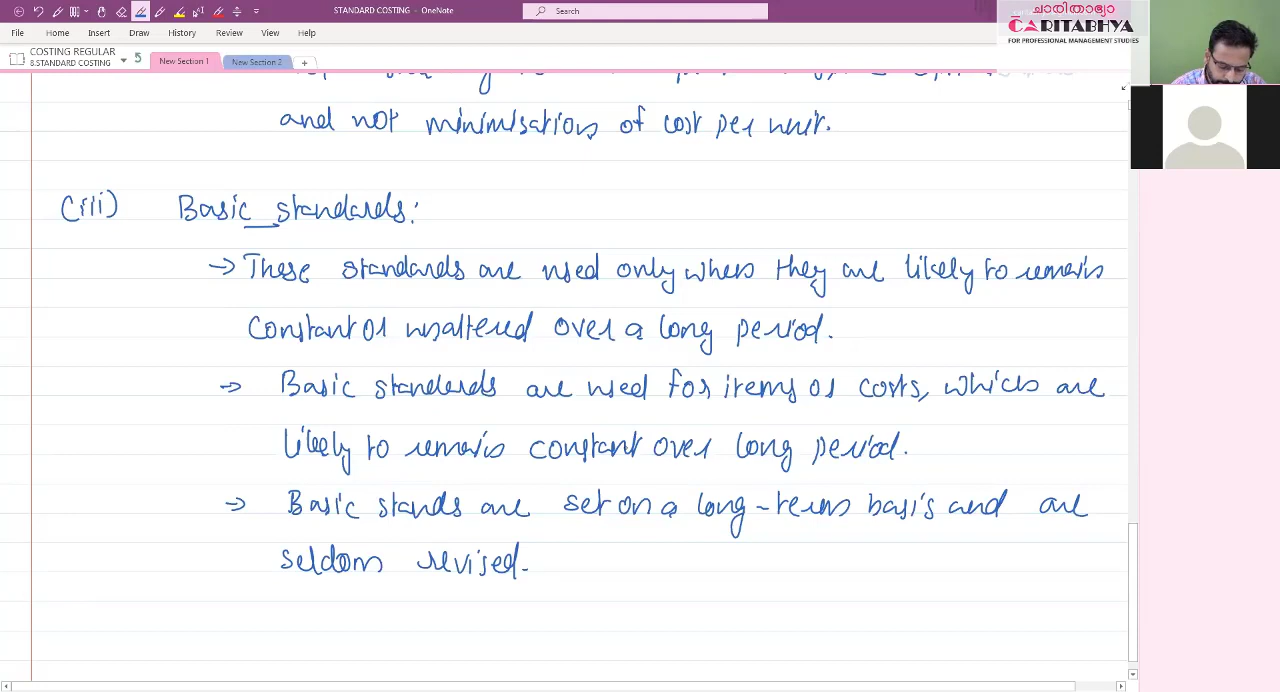 STANDARD COSTING - OneNote
Search
ചാരിതാഭ്യാ
CARITABHYA
FOR PROFESSIONAL MANAGEMENT STUDIES
File Home Insert Draw History Review View Help
COSTING REGULAR
8.STANDARD COSTING
5
New Section 1
New Section 2
and not minimisation of cost per unit.
(iii) Basic standards:
→ These standards are used only when they are likely to remain
constant or unaltered over a long period.
→ Basic standards are used for items or costs, which are
likely to remain constant over long period.
→ Basic stands are set on a long-term basis and are
seldom revised.